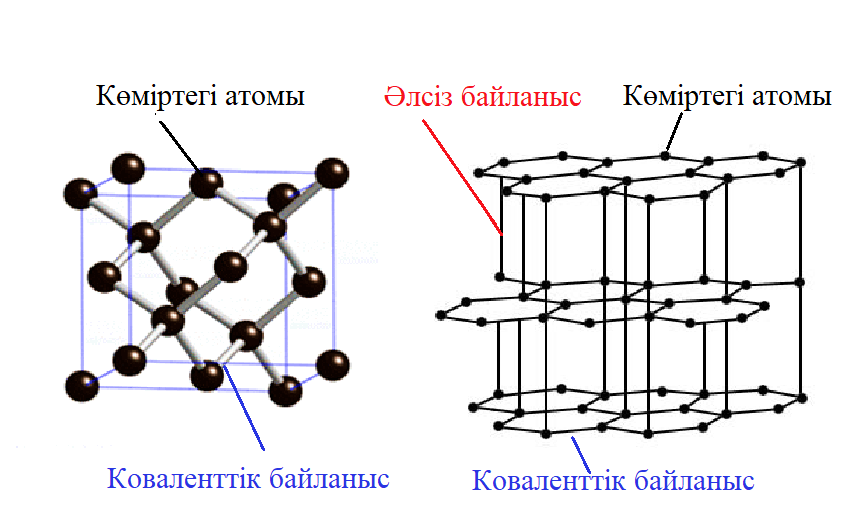 Көміртегі атомы
Әлсіз байланыс
Көміртегі атомы
Коваленттік байланыс
Коваленттік байланыс